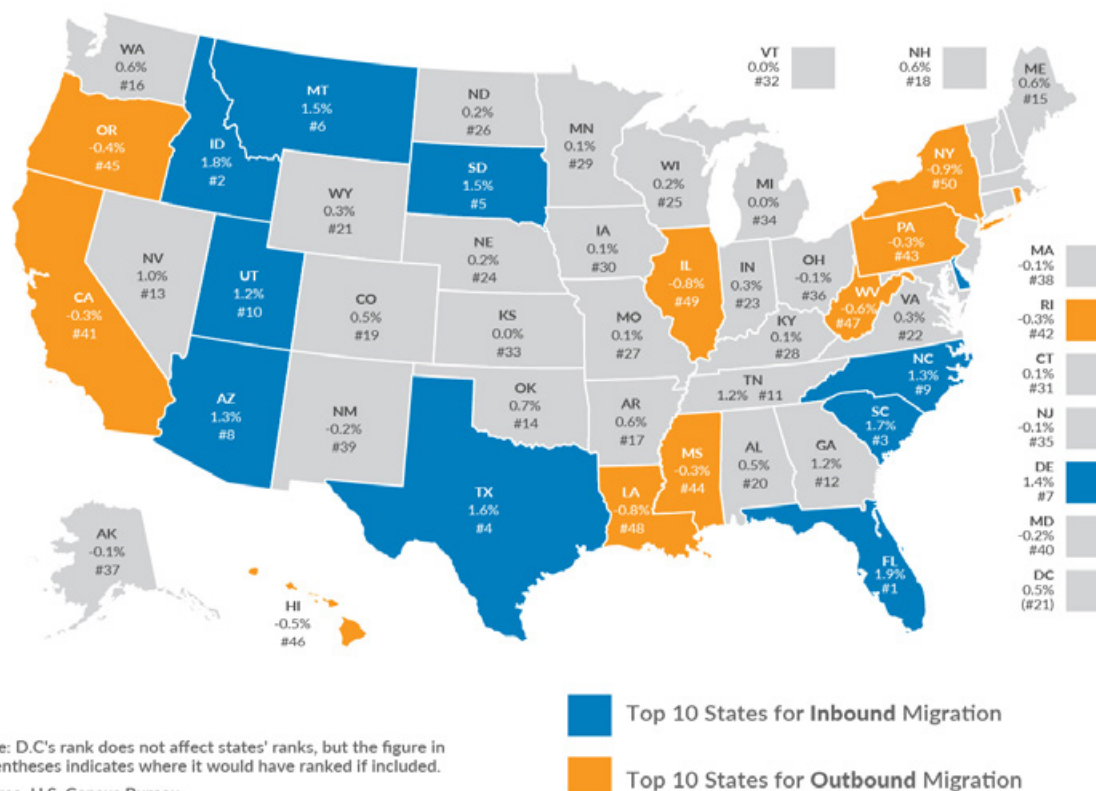 WA
0.6%
#16
OR
-0.4%
#45
CA
-0.3%
#41
NV
1.0%
#13
ID
1.8%
#2
MT
1.5%
#6
WY
0.3%
#21
UT
1.2%
#10
AZ
1.3%
#8
CO
0.5%
#19
NM
-0.2%
#39
ND
0.2%
#26
SD
1.5%
#5
NE
0.2%
#24
KS
0.0%
#33
OK
0.7%
#14
TX
1.6%
#4
MN
0.1%
#29
IA
0.1%
#30
MO
0.1%
#27
AR
0.6%
#17
LA
-0.8%
#48
WI
0.2%
#25
IL
-0.8%
#49
MS
-0.3%
#44
MI
0.0%
#34
IN
0.3%
#23
OH
-0.1%
#36
KY
0.1%
#28
TN
1.2% #11
AL
0.5%
#20
GA
1.2%
#12
FL
1.9%
#1
SC
1.7%
#3
NC
1.3%
#9
VA
0.3%
#22
WV
-0.6%
#47
PA
-0.3%
#43
NY
-0.9%
#50
VT
0.0%
#32
NH
0.6%
#18
ME
0.6%
#15
MA
-0.1%
#38
RI
-0.3%
#42
CT
0.1%
#31
NJ
-0.1%
#35
DE
1.4%
#7
MD
-0.2%
#40
DC
0.5%
(#21)
AK
-0.1%
#37
HI
-0.5%
#46
Top 10 States for Inbound Migration
Top 10 States for Outbound Migration
e: D.C's rank does not affect states' ranks, but the figure in
entheses indicates where it would have ranked if included.